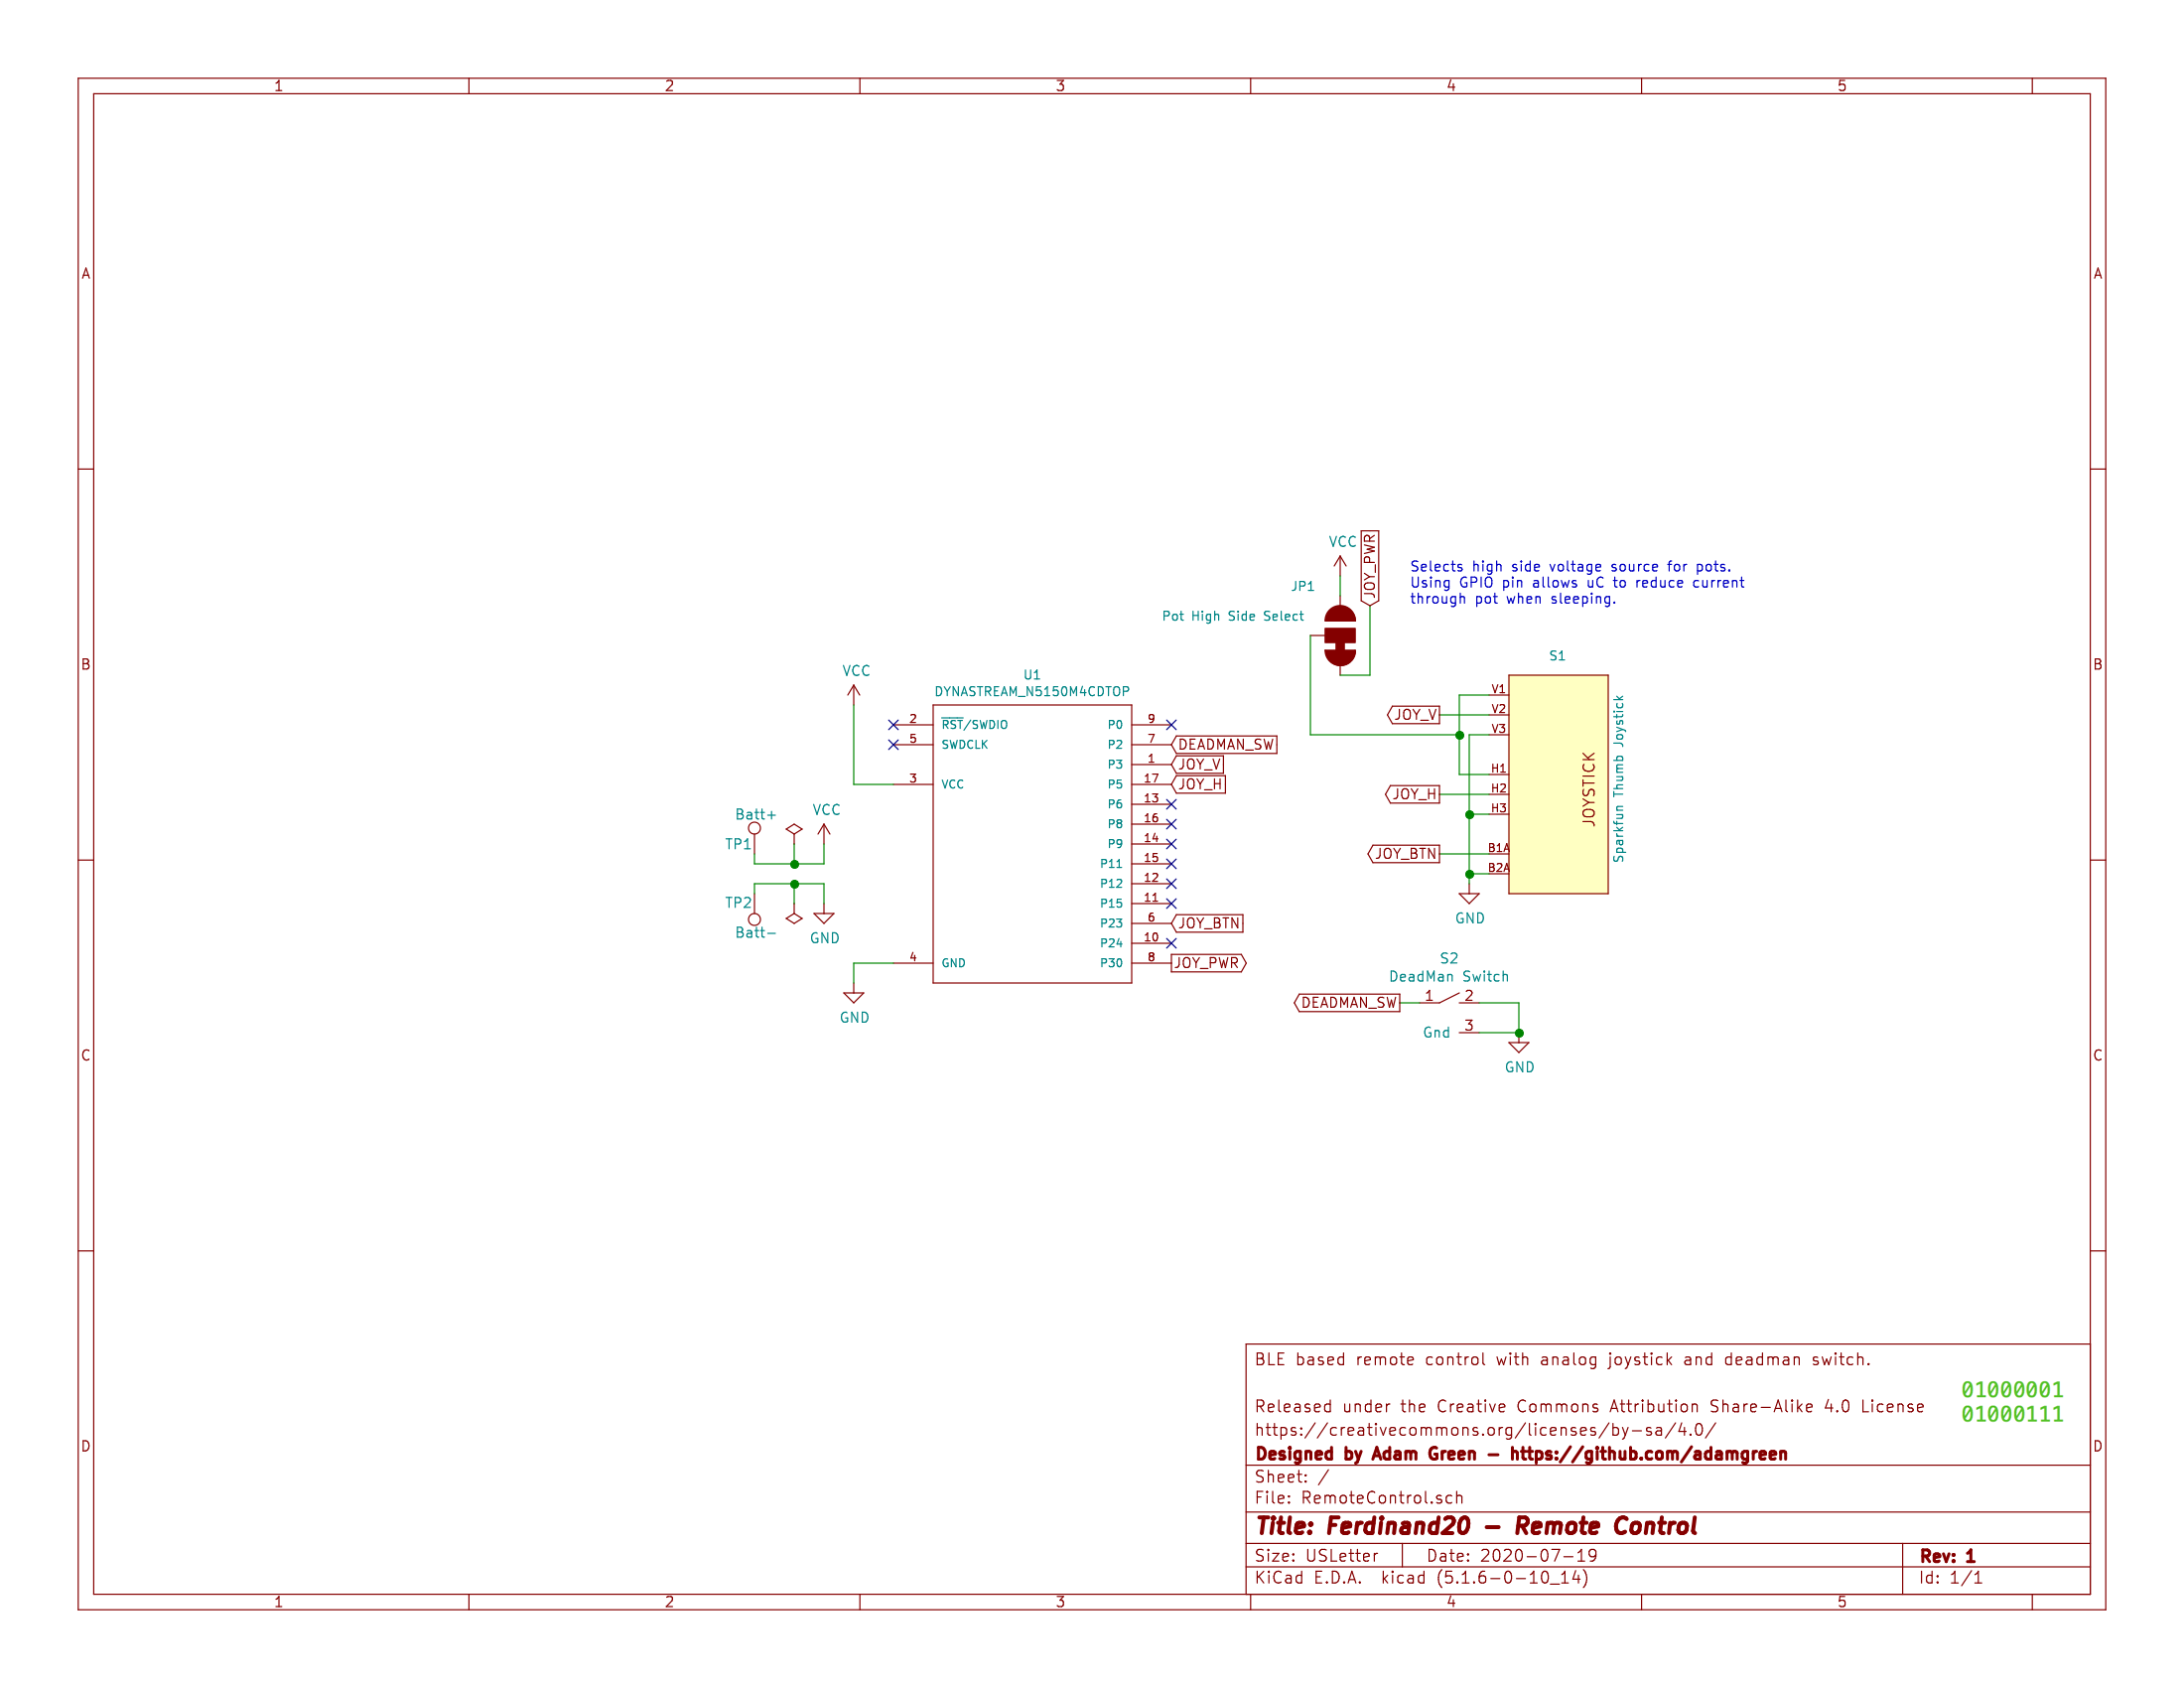 1 2 3 4 5
A A
VCC
JOY_PWR
Selects high side voltage source for pots.
Using GPIO pin allows uC to reduce current
through pot when sleeping.
JP1
Pot High Side Select
B B
S1
V1
V2
V3
H1
H2
H3
B1A
B2A
JOYSTICK
Sparkfun Thumb Joystick
JOY_V
JOY_H
JOY_BTN
GND
VCC
U1
DYNASTREAM_N5150M4CDTOP
2 RST/SWDIO
5 SWDCLK
3 VCC
4 GND
P0 9
P2 7 DEADMAN_SW
P3 1 JOY_V
P5 17 JOY_H
P6 13
P8 16
P9 14
P11 15
P12 12
P15 11
P23 6 JOY_BTN
P24 10
P30 8 JOY_PWR
GND
Batt+
TP1
VCC
TP2
Batt-
GND
S2
DeadMan Switch
DEADMAN_SW 1 2
Gnd 3
GND
C C
D D
BLE based remote control with analog joystick and deadman switch.
01000001
Released under the Creative Commons Attribution Share-Alike 4.0 License
01000111
https://creativecommons.org/licenses/by-sa/4.0/
Designed by Adam Green - https://github.com/adamgreen
Sheet: /
File: RemoteControl.sch
Title: Ferdinand20 - Remote Control
Size: USLetter Date: 2020-07-19 Rev: 1
KiCad E.D.A. kicad (5.1.6-0-10_14) Id: 1/1
1 2 3 4 5